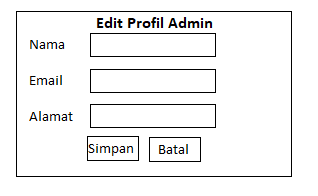 Edit Profil Admin
Nama
Email
Alamat
Simpan Batal